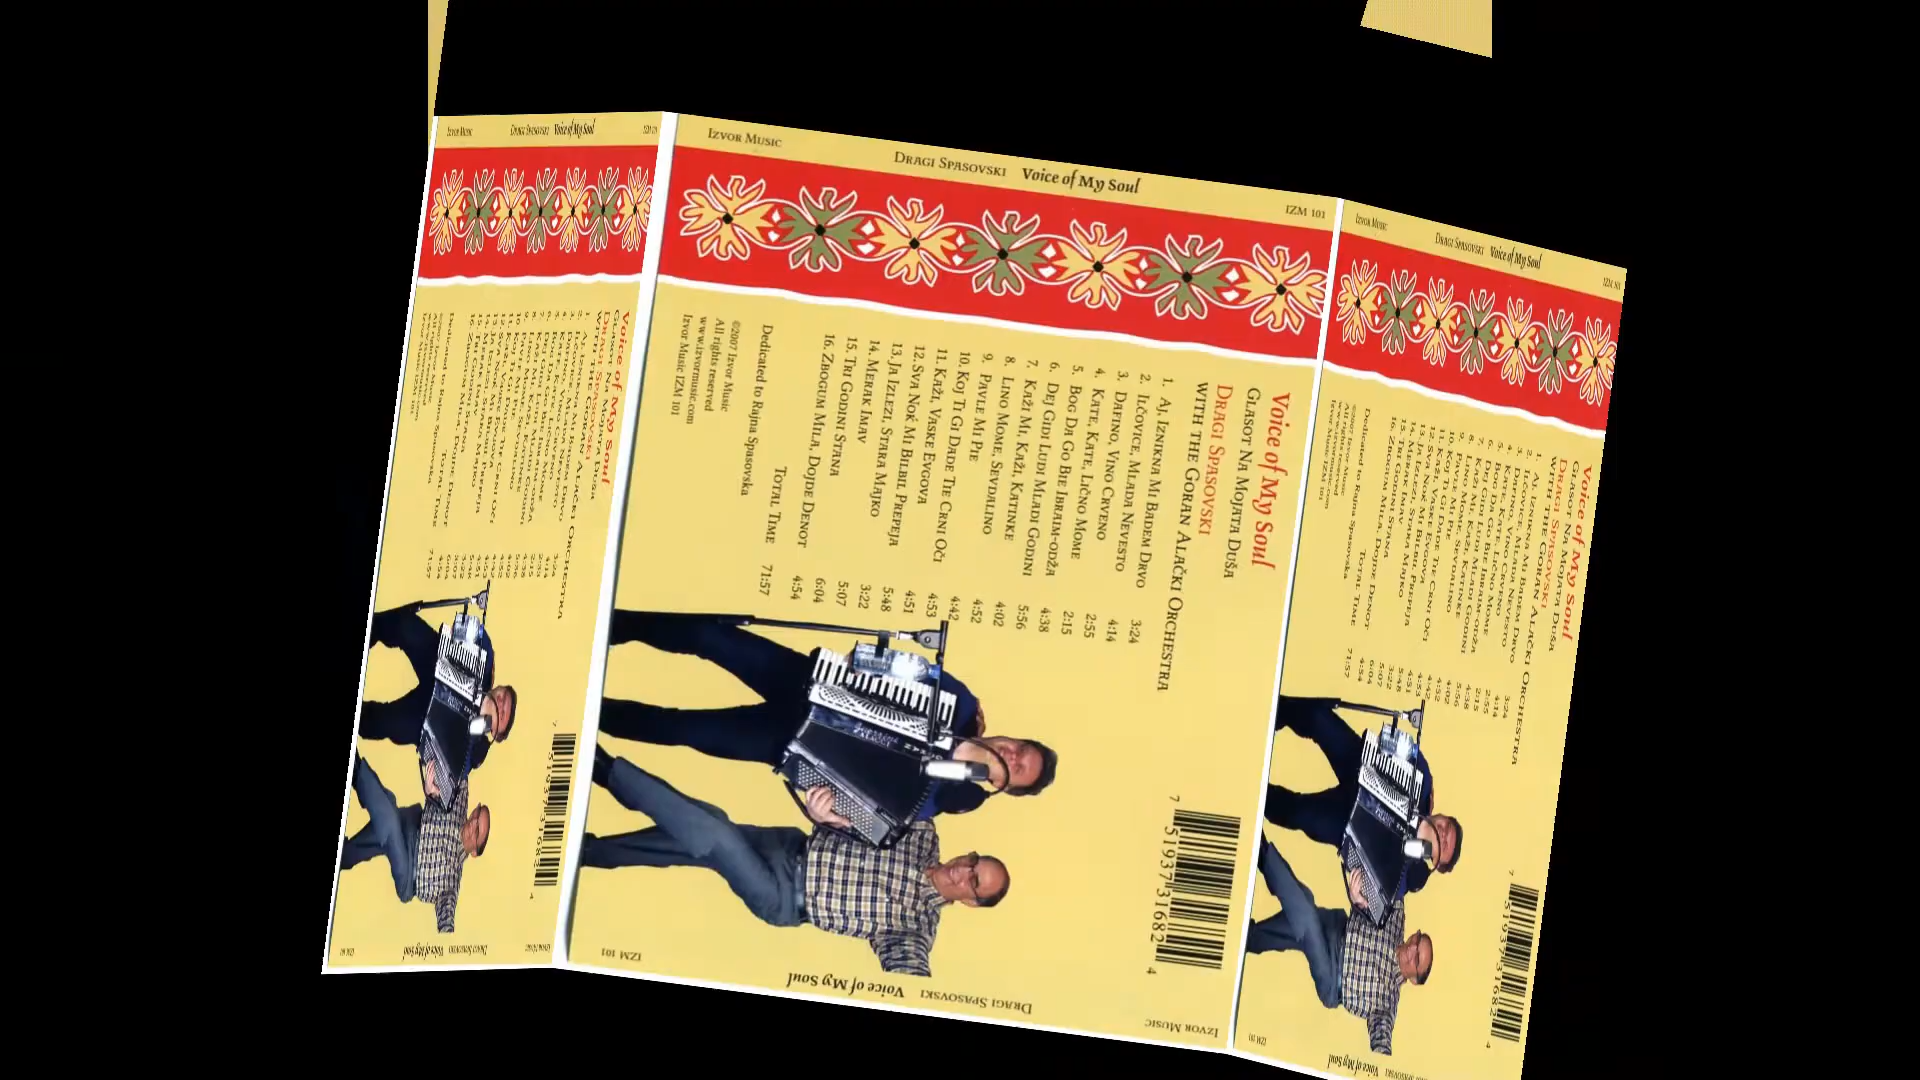 Izvor Music
Dragi Spasovski Voice of My Soul
IZM 101
Voice of My Soul
Glasot Na Mojata Duša
Dragi Spasovski
with the Goran Alački Orchestra
1. Aj, Iznikna Mi Badem Drvo 3:24
2. Ilčovice, Mlada Nevesto 4:14
3. Dafino, Vino Crveno 2:55
4. Kate, Kate, Lično Mome 2:15
5. Bog Da Go Bie Ibraim-odža 4:38
6. Dej Gidi Ludi Mladi Godini 5:56
7. Kaži Mi, Kaži, Katinke 4:02
8. Lino Mome, Sevdalino 4:52
9. Pavle Mi Pie 4:42
10. Koj Ti Gi Dade Tie Crni Oči 4:53
11. Kaži, Vaske Evgova 4:51
12. Sva Noќ Mi Bilbil Prepeja 5:48
13. Ja Izlezi, Stara Majko 3:22
14. Merak Imav 5:07
15. Tri Godini Stana 6:04
16. Zbogum Mila, Dojde Denot 4:54
Total Time 71:57
Dedicated to Rajna Spasovska
©2007 Izvor Music
All rights reserved
www.izvormusic.com
Izvor Music IZM 101
7 51937 31682 4
Izvor Music
Dragi Spasovski Voice of My Soul
IZM 101